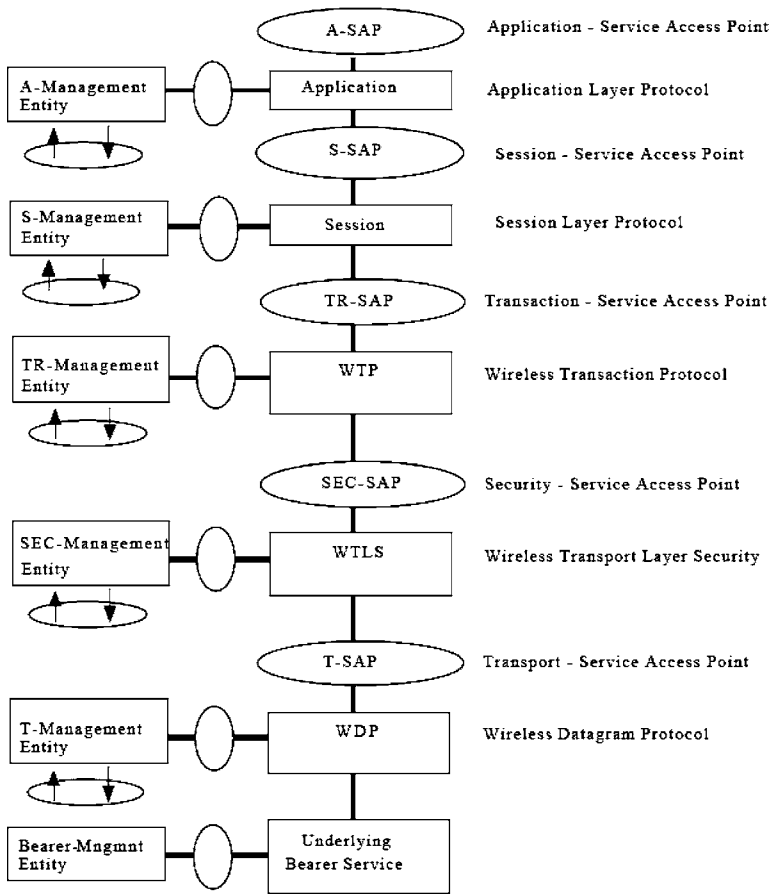 A-SAP
Application - Service Access Point
A-Management
Entity
Application
Application Layer Protocol
S-SAP
Session - Service Access Point
S-Management
Entity
Session
Session Layer Protocol
TR-SAP
Transaction - Service Access Point
TR-Management
Entity
WTP
Wireless Transaction Protocol
SEC-SAP
Security - Service Access Point
SEC-Management
Entity
WTLS
Wireless Transport Layer Security
T-SAP
Transport - Service Access Point
T-Management
Entity
WDP
Wireless Datagram Protocol
Bearer-Mngmnt
Entity
Underlying
Bearer Service